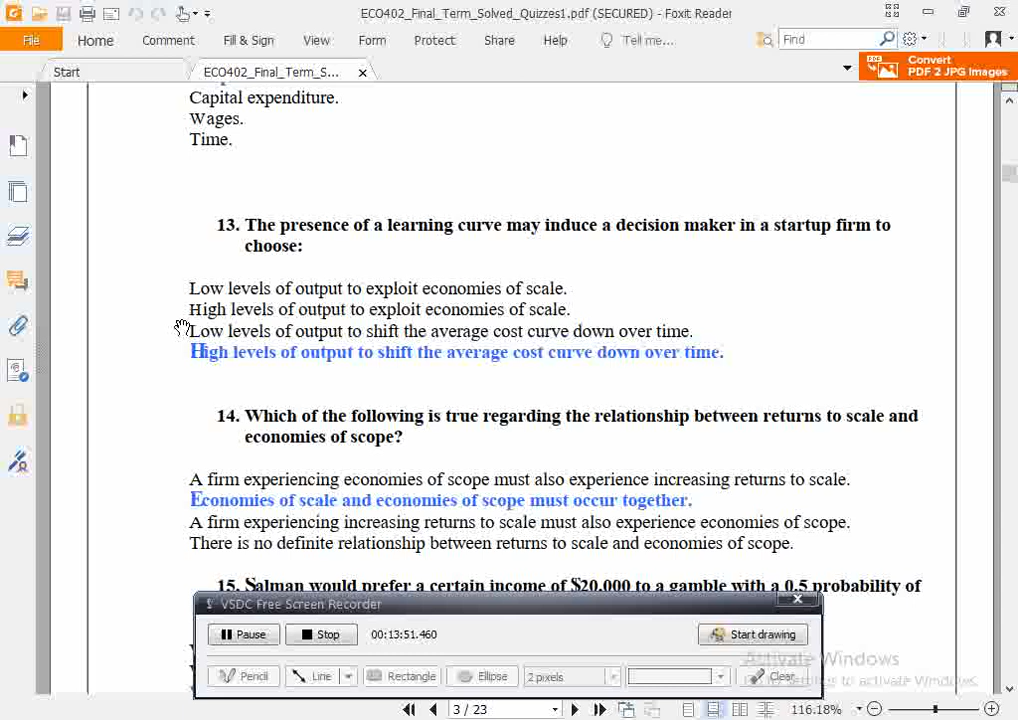 ECO402_Final_Term_Solved_Quizzes1.pdf (SECURED) - Foxit Reader
File Home Comment Fill & Sign View Form Protect Share Help Tell me... Find
Start ECO402_Final_Term_S... Convert
PDF 2 JPG Images
Capital expenditure.
Wages.
Time.
13. The presence of a learning curve may induce a decision maker in a startup firm to
choose:
Low levels of output to exploit economies of scale.
High levels of output to exploit economies of scale.
Low levels of output to shift the average cost curve down over time.
High levels of output to shift the average cost curve down over time.
14. Which of the following is true regarding the relationship between returns to scale and
economies of scope?
A firm experiencing economies of scope must also experience increasing returns to scale.
Economies of scale and economies of scope must occur together.
A firm experiencing increasing returns to scale must also experience economies of scope.
There is no definite relationship between returns to scale and economies of scope.
15. Salman would prefer a certain income of $20,000 to a gamble with a 0.5 probability of
VSDC Free Screen Recorder
Pause Stop 00:13:51.460 Start drawing
Activate Windows
Pencil Line Rectangle Ellipse 2 pixels Clear
to activate Windows.
3 / 23 116.18%